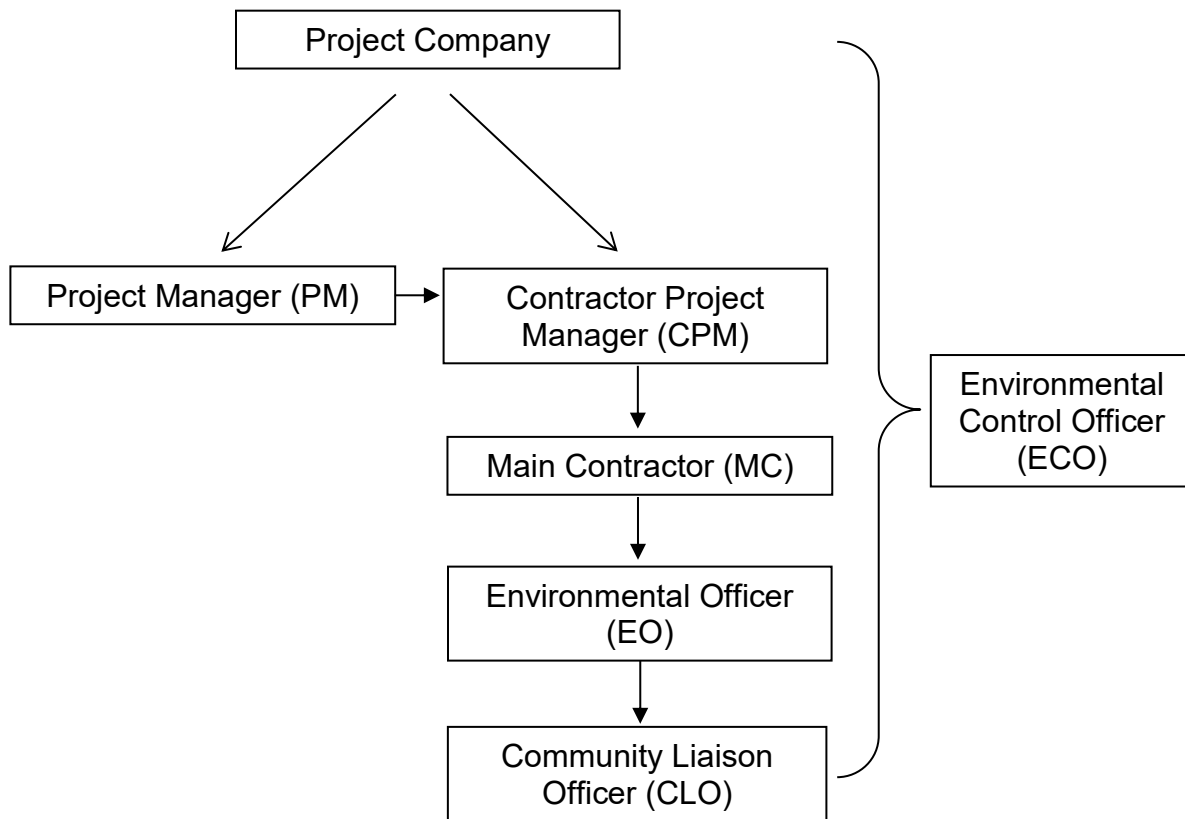 Project Company
Project Manager (PM)
Contractor Project
Manager (CPM)
Environmental
Control Officer
(ECO)
Main Contractor (MC)
Environmental Officer
(EO)
Community Liaison
Officer (CLO)